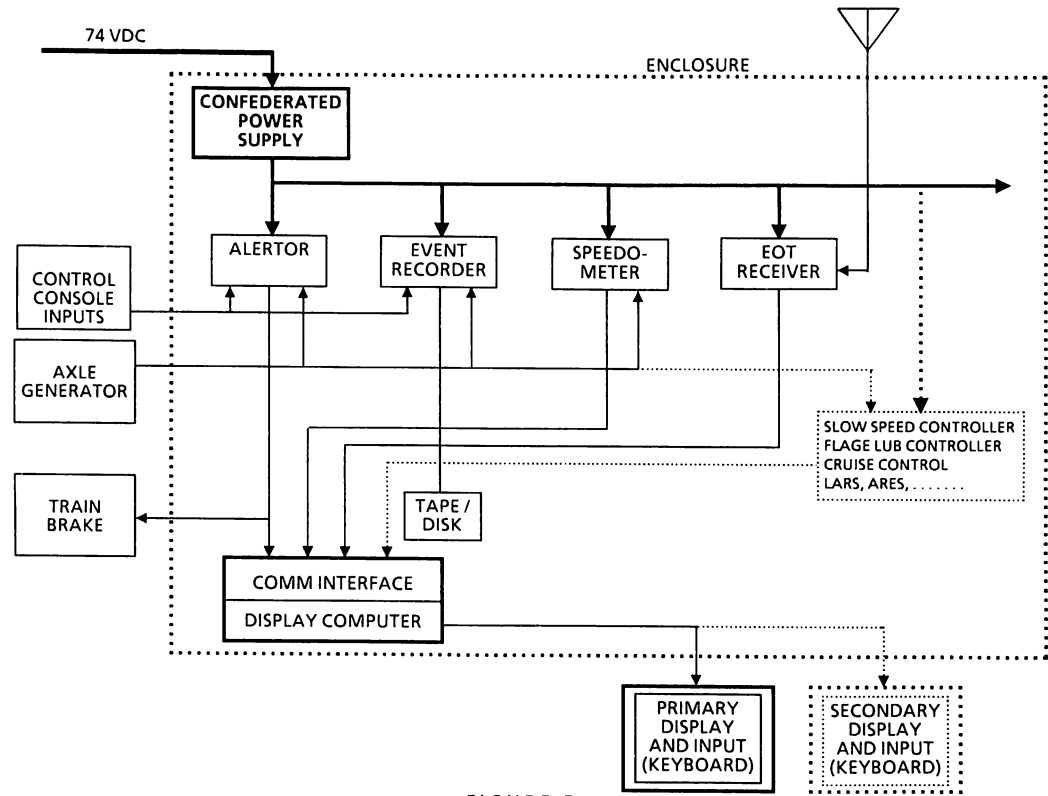 74 VDC
ENCLOSURE
CONFEDERATED
POWER
SUPPLY
ALERTOR
EVENT
RECORDER
SPEEDO-
METER
EOT
RECEIVER
CONTROL
CONSOLE
INPUTS
AXLE
GENERATOR
SLOW SPEED CONTROLLER
FLAGE LUB CONTROLLER
CRUISE CONTROL
LARS, ARES, . . . . . . .
TRAIN
BRAKE
TAPE /
DISK
COMM INTERFACE
DISPLAY COMPUTER
PRIMARY
DISPLAY
AND INPUT
(KEYBOARD)
SECONDARY
DISPLAY
AND INPUT
(KEYBOARD)